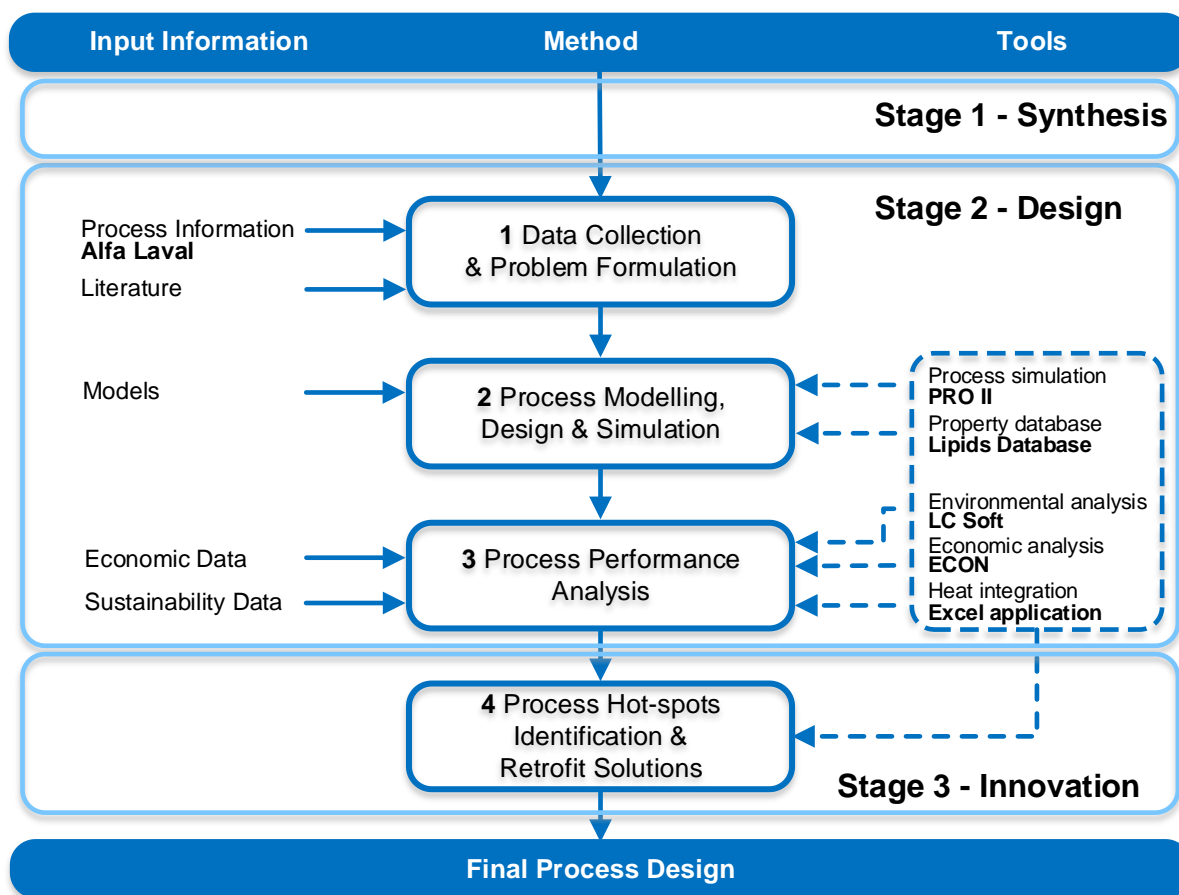 Input Information
Method
Tools
Stage 1 - Synthesis
Stage 2 - Design
Process Information
Alfa Laval
Literature
1 Data Collection
& Problem Formulation
Models
2 Process Modelling,
Design & Simulation
Process simulation
PRO II
Property database
Lipids Database
Environmental analysis
LC Soft
Economic analysis
ECON
Heat integration
Excel application
Economic Data
Sustainability Data
3 Process Performance
Analysis
4 Process Hot-spots
Identification &
Retrofit Solutions
Stage 3 - Innovation
Final Process Design